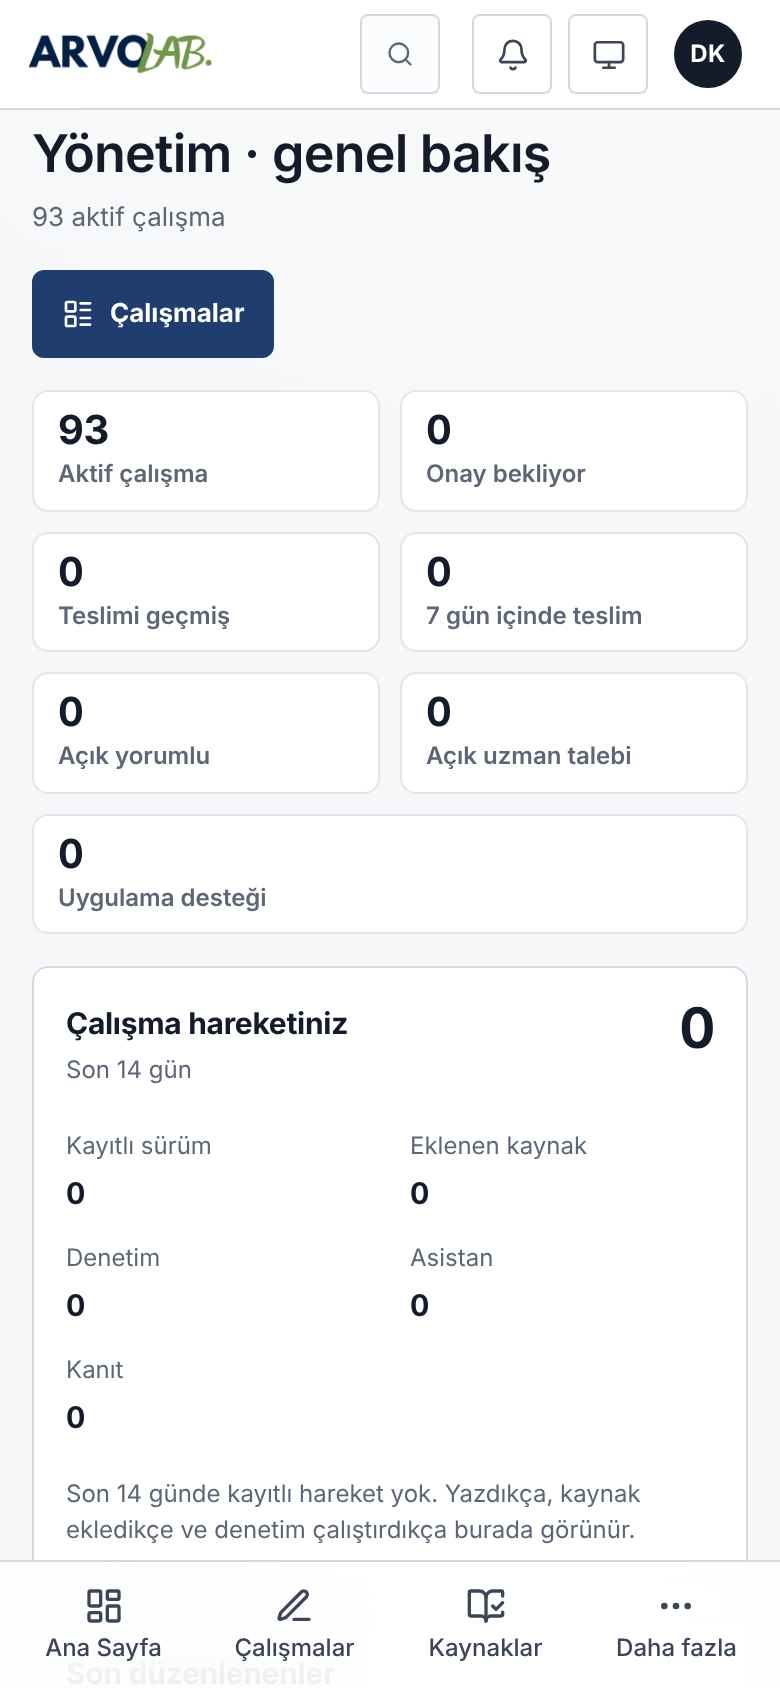 ARVOLAB.
DK
Yönetim · genel bakış
93 aktif çalışma
Çalışmalar
93
Aktif çalışma
0
Onay bekliyor
0
Teslimi geçmiş
0
7 gün içinde teslim
0
Açık yorumlu
0
Açık uzman talebi
0
Uygulama desteği
Çalışma hareketiniz
0
Son 14 gün
Kayıtlı sürüm
0
Eklenen kaynak
0
Denetim
0
Asistan
0
Kanıt
0
Son 14 günde kayıtlı hareket yok. Yazdıkça, kaynak
ekledikçe ve denetim çalıştırdıkça burada görünür.
Ana Sayfa
Çalışmalar
Kaynaklar
Daha fazla
Son düzenlenenler